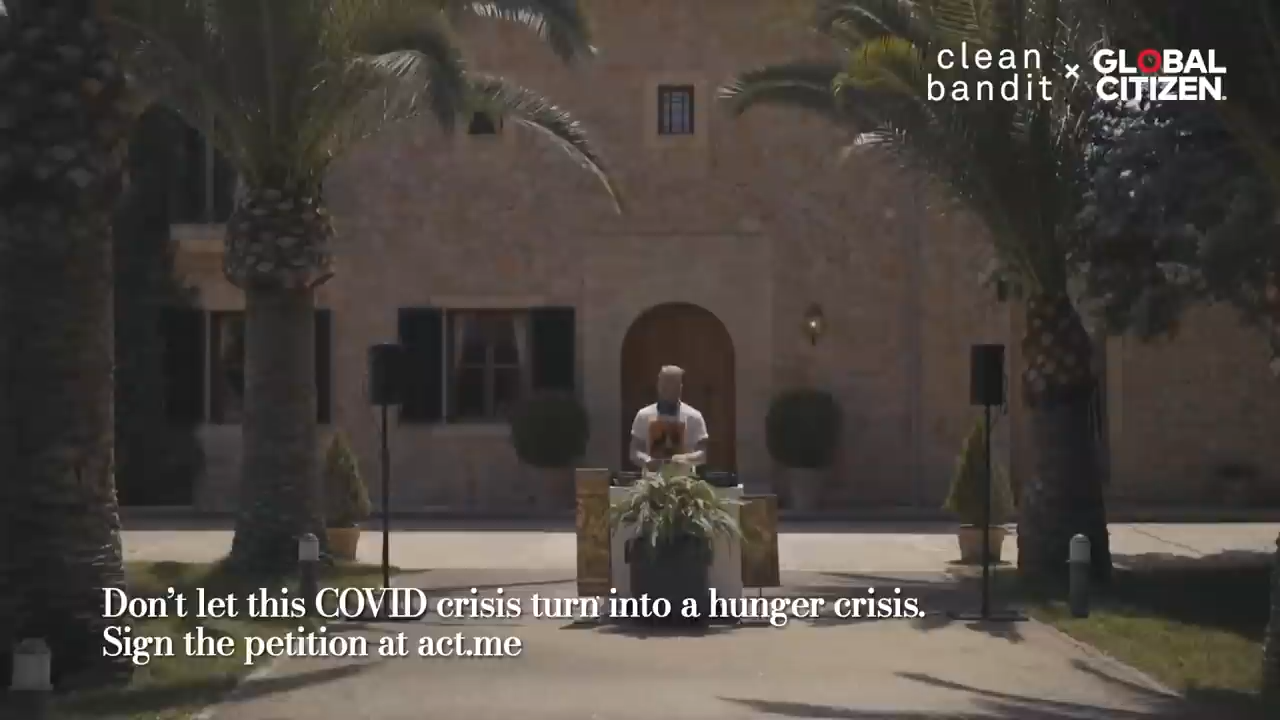 clean
bandit × GLOBAL
CITIZEN.
Don't let this COVID crisis turn into a hunger crisis.
Sign the petition at act.me